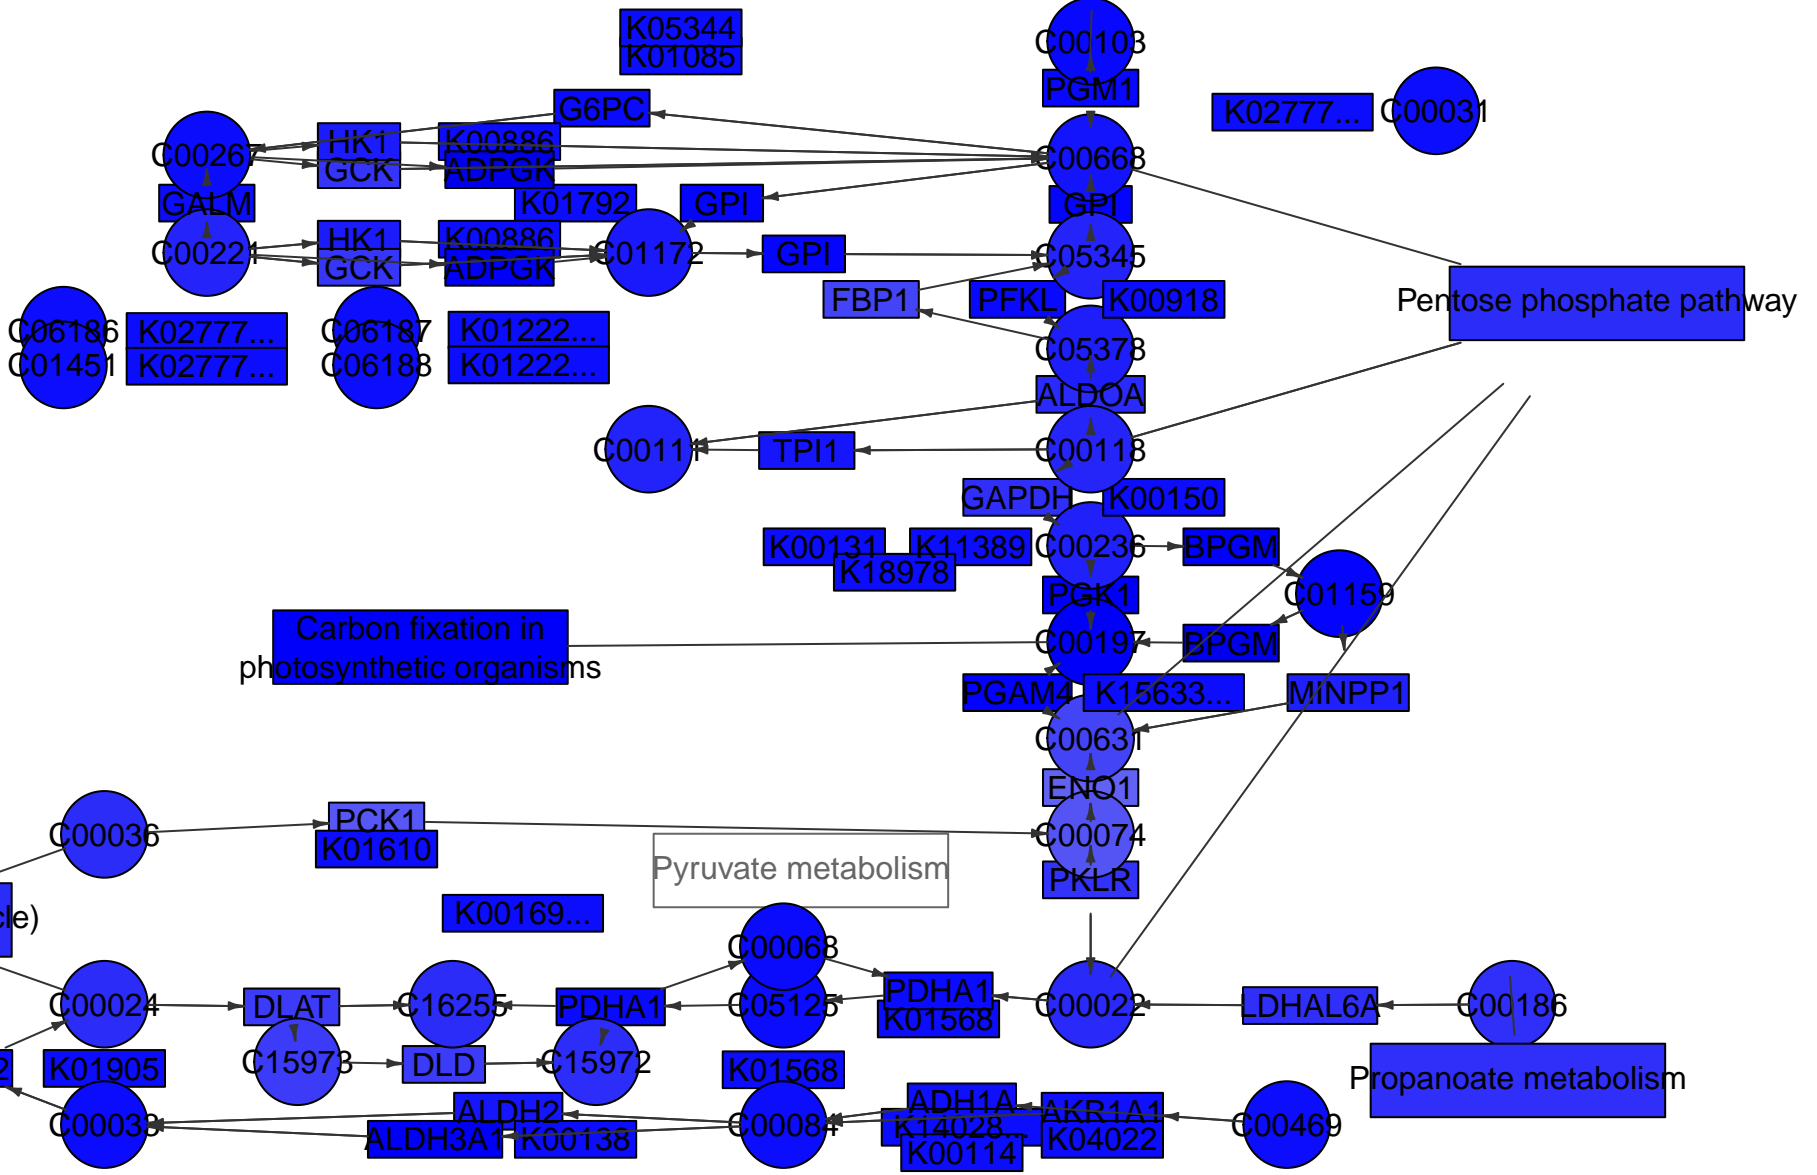 K05344
K01085
C00103
PGM1
K02777...
C00031
G6PC
C00267
HK1
K00886
GCK
ADPGK
C00668
GALM
K01792
GPI
GPI
C00221
HK1
K00886
GCK
ADPGK
C01172
GPI
C05345
FBP1
PFKL
K00918
Pentose phosphate pathway
C06186
K02777...
C06187
K01222...
C01451
K02777...
C06188
K01222...
C05378
ALDOA
C00111
TPI1
C00118
GAPDH
K00150
K00131
K11389
K18978
C00236
BPGM
PGK1
C01159
Carbon fixation in
photosynthetic organisms
C00197
BPGM
PGAM4
K15633...
MINPP1
C00631
ENO1
C00036
PCK1
K01610
C00074
Pyruvate metabolism
PKLR
cle)
K00169...
C00068
C00024
DLAT
C16255
PDHA1
C05125
PDHA1
K01568
C00022
LDHAL6A
C00186
2
K01905
C15973
DLD
C15972
K01568
Propanoate metabolism
C00033
ALDH2
ALDH3A1
K00138
C00084
ADH1A
K14028...
K00114
AKR1A1
K04022
C00469